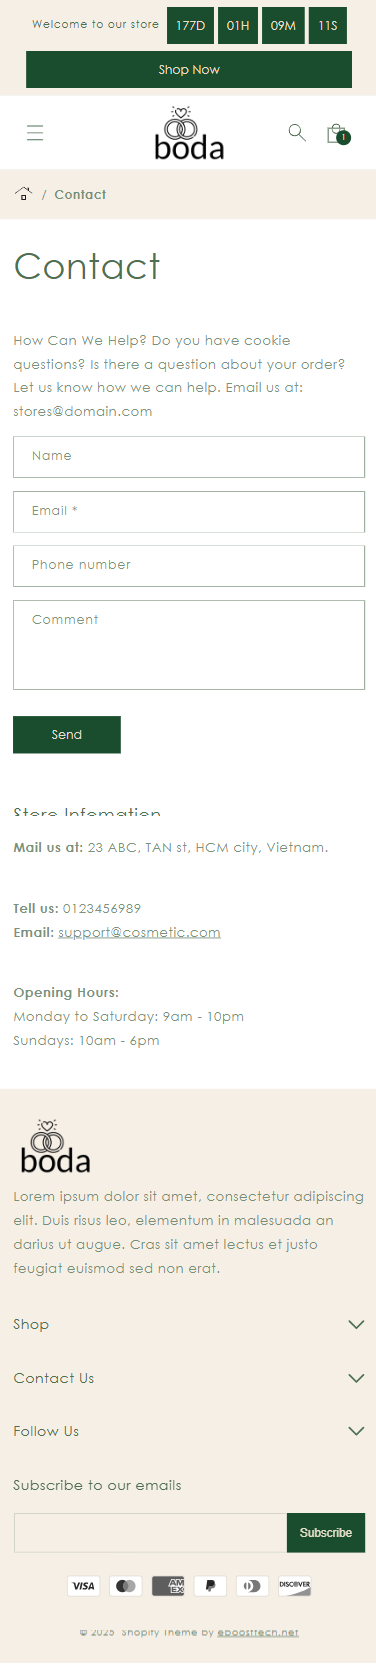 Welcome to our store 177D 01H 09M 11S
Shop Now
boda
1
/ Contact
Contact
How Can We Help? Do you have cookie
questions? Is there a question about your order?
Let us know how we can help. Email us at:
stores@domain.com
Name
Email *
Phone number
Comment
Send
Store Infomation
Mail us at: 23 ABC, TAN st, HCM city, Vietnam.
Tell us: 0123456989
Email: support@cosmetic.com
Opening Hours:
Monday to Saturday: 9am - 10pm
Sundays: 10am - 6pm
boda
Lorem ipsum dolor sit amet, consectetur adipiscing
elit. Duis risus leo, elementum in malesuada an
darius ut augue. Cras sit amet lectus et justo
feugiat euismod sed non erat.
Shop
Contact Us
Follow Us
Subscribe to our emails
Subscribe
VISA AMEX DISCOVER
© 2025 Shopify Theme by eboosttech.net